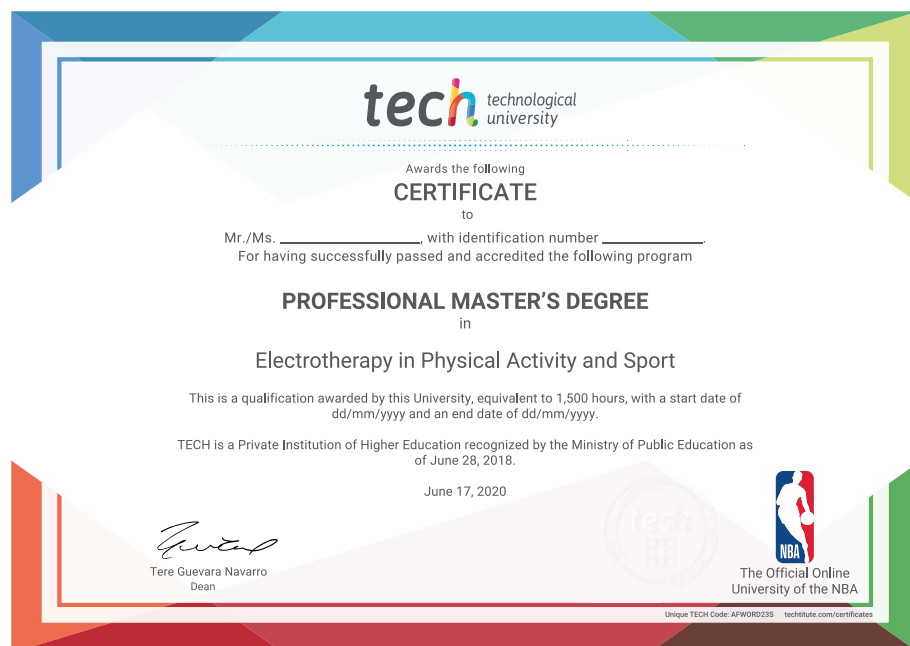 tech technological
university
Awards the following
CERTIFICATE
to
Mr./Ms. ____________________, with identification number ______________.
For having successfully passed and accredited the following program
PROFESSIONAL MASTER'S DEGREE
in
Electrotherapy in Physical Activity and Sport
This is a qualification awarded by this University, equivalent to 1,500 hours, with a start date of
dd/mm/yyyy and an end date of dd/mm/yyyy.
TECH is a Private Institution of Higher Education recognized by the Ministry of Public Education as
of June 28, 2018.
June 17, 2020
tech
Tere Guevara Navarro
Dean
NBA
The Official Online
University of the NBA
Unique TECH Code: AFWORD23S techtitute.com/certificates